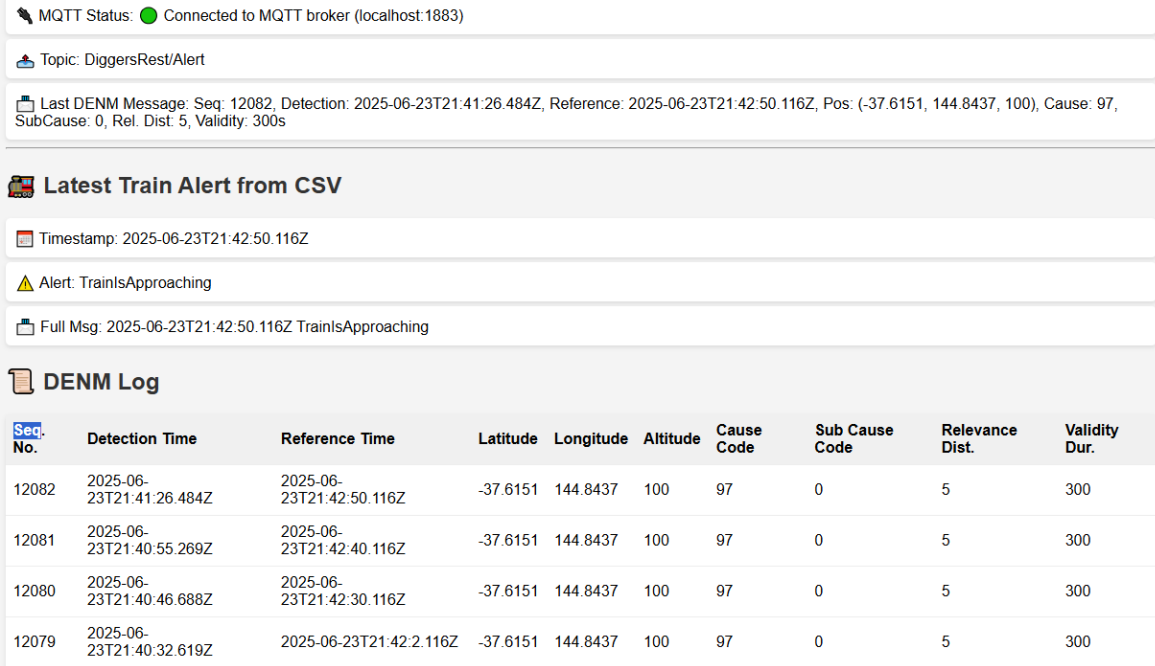 MQTT Status: Connected to MQTT broker (localhost:1883)
Topic: DiggersRest/Alert
Last DENM Message: Seq: 12082, Detection: 2025-06-23T21:41:26.484Z, Reference: 2025-06-23T21:42:50.116Z, Pos: (-37.6151, 144.8437, 100), Cause: 97,
SubCause: 0, Rel. Dist: 5, Validity: 300s
Latest Train Alert from CSV
Timestamp: 2025-06-23T21:42:50.116Z
Alert: TrainIsApproaching
Full Msg: 2025-06-23T21:42:50.116Z TrainIsApproaching
DENM Log
Seq. No. Detection Time Reference Time Latitude Longitude Altitude Cause Code Sub Cause Code Relevance Dist. Validity Dur.
12082 2025-06-23T21:41:26.484Z 2025-06-23T21:42:50.116Z -37.6151 144.8437 100 97 0 5 300
12081 2025-06-23T21:40:55.269Z 2025-06-23T21:42:40.116Z -37.6151 144.8437 100 97 0 5 300
12080 2025-06-23T21:40:46.688Z 2025-06-23T21:42:30.116Z -37.6151 144.8437 100 97 0 5 300
12079 2025-06-23T21:40:32.619Z 2025-06-23T21:42:2.116Z -37.6151 144.8437 100 97 0 5 300